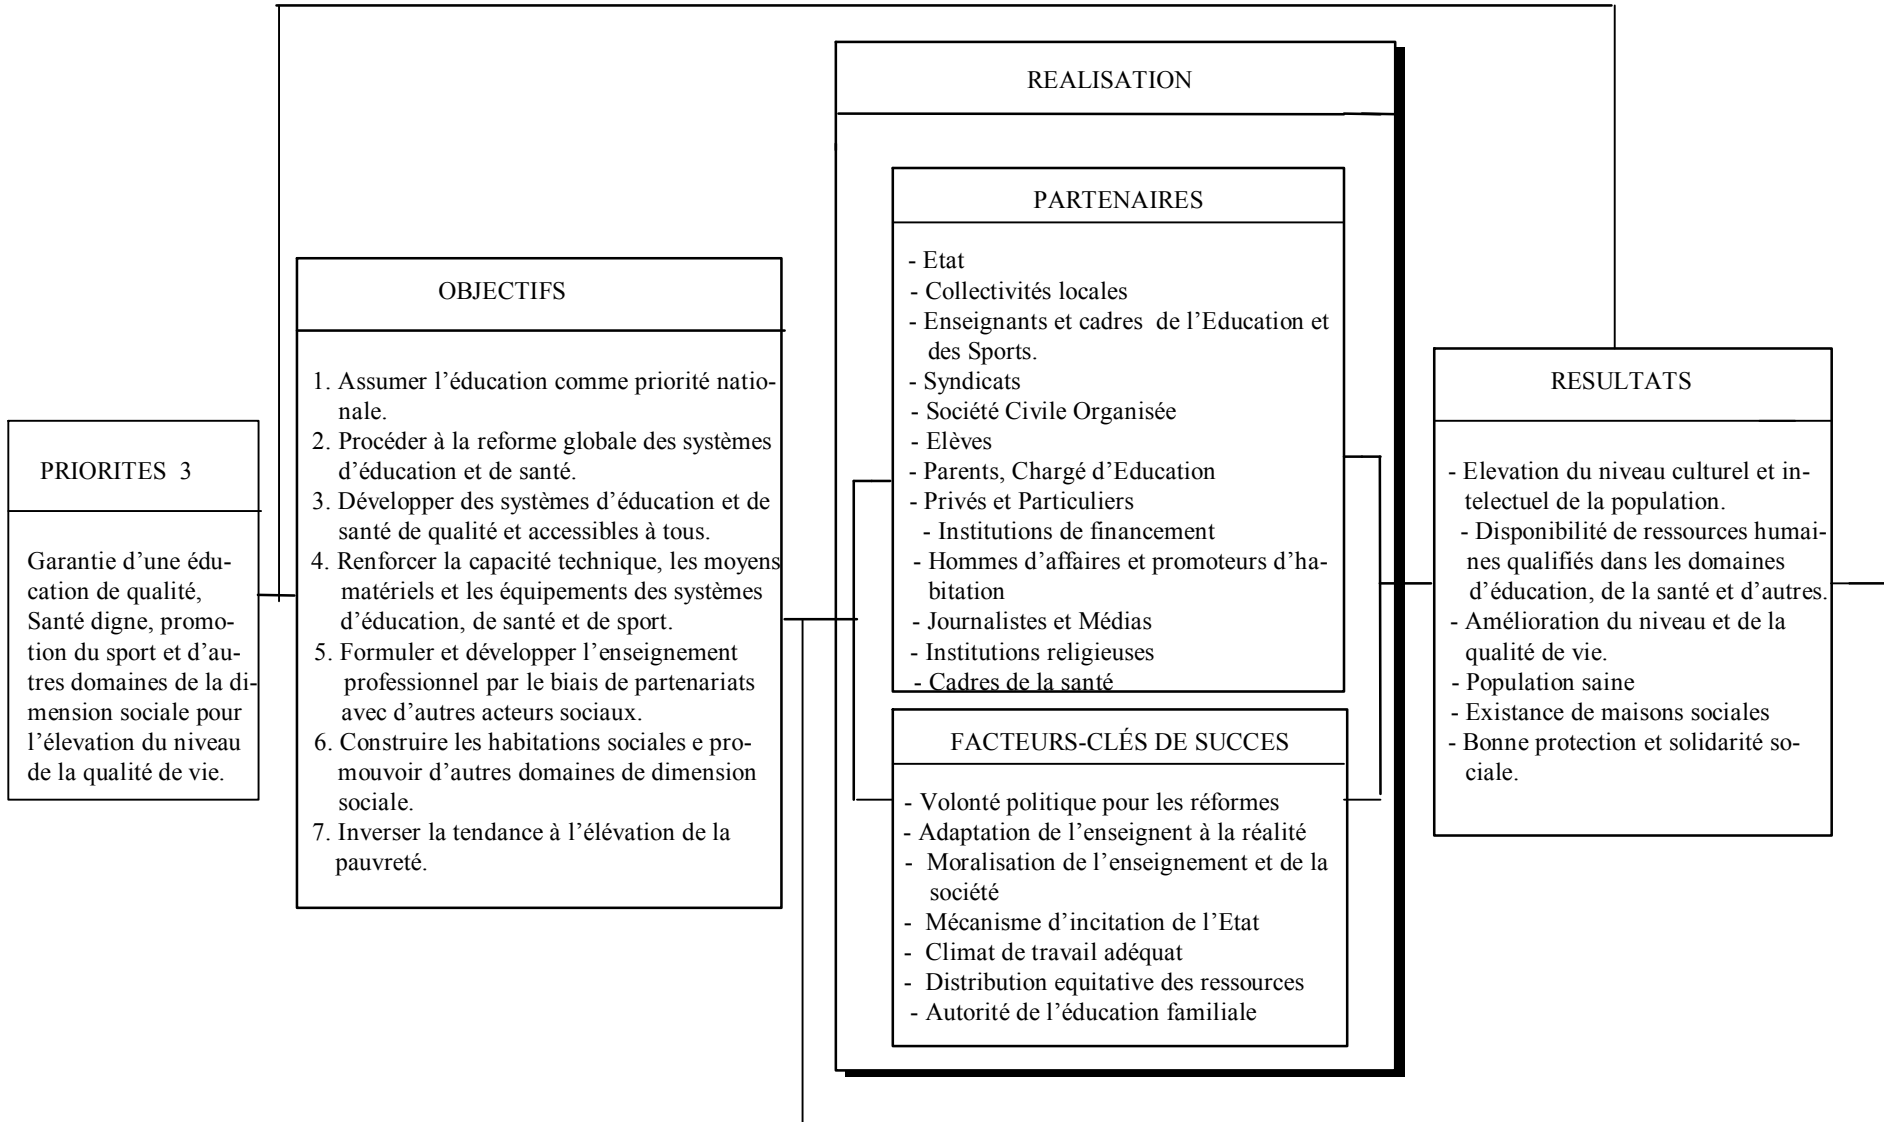 PRIORITES 3
Garantie d’une édu-
cation de qualité,
Santé digne, promo-
tion du sport et d’au-
tres domaines de la di-
mension sociale pour
l’élevation du niveau
de la qualité de vie.
OBJECTIFS
1. Assumer l’éducation comme priorité natio-
nale.
2. Procéder à la reforme globale des systèmes
d’éducation et de santé.
3. Développer des systèmes d’éducation et de
santé de qualité et accessibles à tous.
4. Renforcer la capacité technique, les moyens
matériels et les équipements des systèmes
d’éducation, de santé et de sport.
5. Formuler et développer l’enseignement
professionnel par le biais de partenariats
avec d’autres acteurs sociaux.
6. Construire les habitations sociales e pro-
mouvoir d’autres domaines de dimension
sociale.
7. Inverser la tendance à l’élévation de la
pauvreté.
REALISATION
PARTENAIRES
- Etat
- Collectivités locales
- Enseignants et cadres de l’Education et
des Sports.
- Syndicats
- Société Civile Organisée
- Elèves
- Parents, Chargé d’Education
- Privés et Particuliers
- Institutions de financement
- Hommes d’affaires et promoteurs d’ha-
bitation
- Journalistes et Médias
- Institutions religieuses
- Cadres de la santé
FACTEURS-CLÉS DE SUCCES
- Volonté politique pour les réformes
- Adaptation de l’enseignent à la réalité
- Moralisation de l’enseignement et de la
société
- Mécanisme d’incitation de l’Etat
- Climat de travail adéquat
- Distribution equitative des ressources
- Autorité de l’éducation familiale
RESULTATS
- Elevation du niveau culturel et in-
telectuel de la population.
- Disponibilité de ressources humai-
nes qualifiés dans les domaines
d’éducation, de la santé et d’autres.
- Amélioration du niveau et de la
qualité de vie.
- Population saine
- Existance de maisons sociales
- Bonne protection et solidarité so-
ciale.